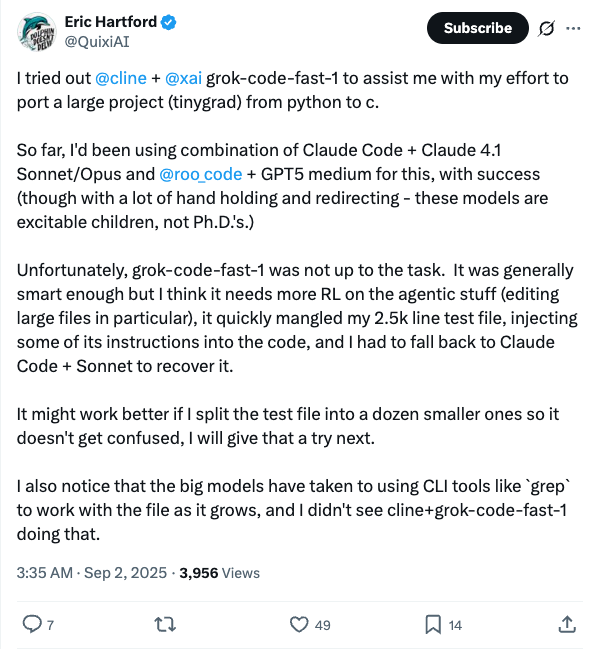 Eric Hartford
@QuixiAI
Subscribe
I tried out @cline + @xai grok-code-fast-1 to assist me with my effort to
port a large project (tinygrad) from python to c.
So far, I'd been using combination of Claude Code + Claude 4.1
Sonnet/Opus and @roo_code + GPT5 medium for this, with success
(though with a lot of hand holding and redirecting - these models are
excitable children, not Ph.D.'s.)
Unfortunately, grok-code-fast-1 was not up to the task.  It was generally
smart enough but I think it needs more RL on the agentic stuff (editing
large files in particular), it quickly mangled my 2.5k line test file, injecting
some of its instructions into the code, and I had to fall back to Claude
Code + Sonnet to recover it.
It might work better if I split the test file into a dozen smaller ones so it
doesn't get confused, I will give that a try next.
I also notice that the big models have taken to using CLI tools like `grep`
to work with the file as it grows, and I didn't see cline+grok-code-fast-1
doing that.
3:35 AM · Sep 2, 2025 · 3,956 Views
7 49 14